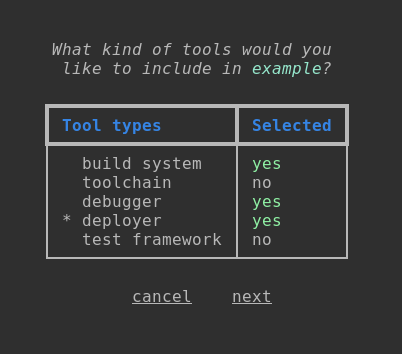 What kind of tools would you
like to include in example?
Tool types Selected
build system yes
toolchain no
debugger yes
* deployer yes
test framework no
cancel next